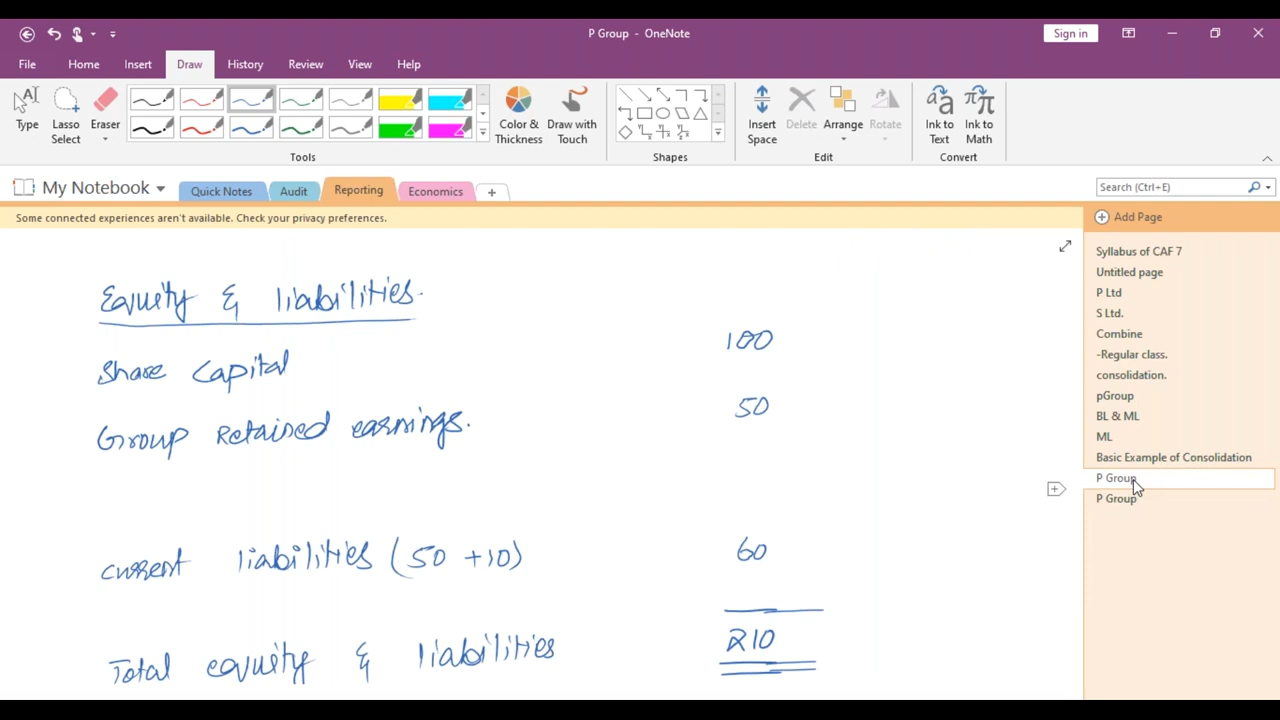 P Group - OneNote
Sign in
File Home Insert Draw History Review View Help
Type
Lasso Select
Eraser
Color & Thickness
Draw with Touch
Insert Space
Delete
Arrange
Rotate
Ink to Text
Ink to Math
Tools
Shapes
Edit
Convert
My Notebook
Quick Notes
Audit
Reporting
Economics
Search (Ctrl+E)
Some connected experiences aren't available. Check your privacy preferences.
Equity & liabilities.
Share Capital 100
Group Retained earnings. 50
current liabilities (50 +10) 60
Total equity & liabilities 210
Add Page
Syllabus of CAF 7
Untitled page
P Ltd
S Ltd.
Combine
-Regular class.
consolidation.
pGroup
BL & ML
ML
Basic Example of Consolidation
P Group
P Group